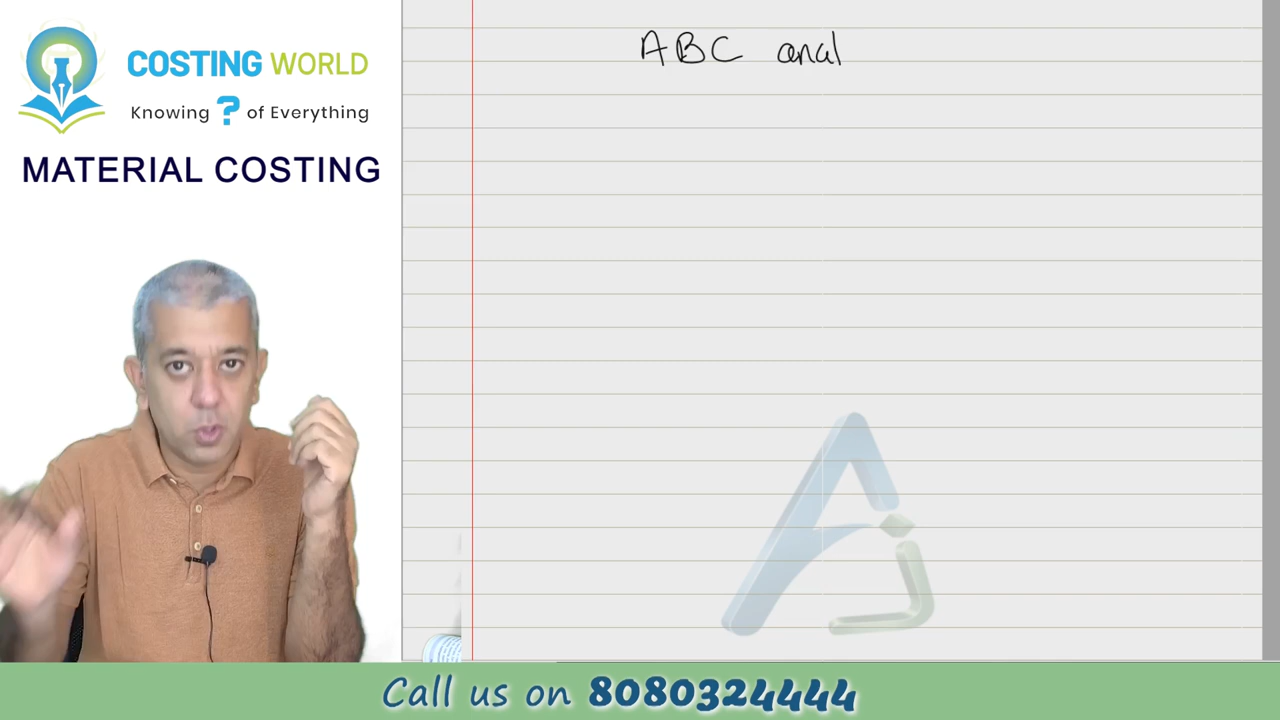 COSTING WORLD
Knowing ? of Everything
MATERIAL COSTING
ABC anal
Call us on 8080324444